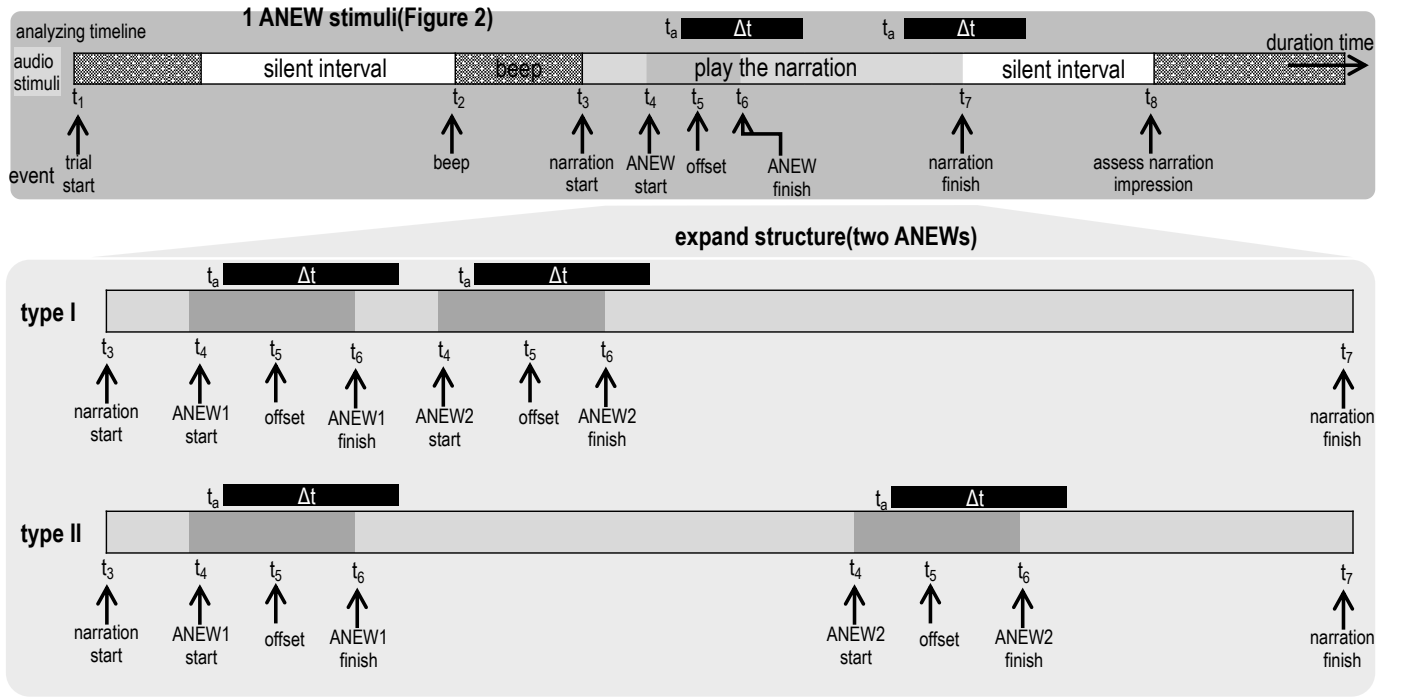 1 ANEW stimuli(Figure 2)
analyzing timeline
ta Δt ta Δt
duration time
audio stimuli
silent interval beep play the narration silent interval
t1 t2 t3 t4 t5 t6 t7 t8
event
trial start
beep
narration start
ANEW start
offset
ANEW finish
narration finish
assess narration impression
expand structure(two ANEWs)
ta Δt ta Δt
type I
t3 t4 t5 t6 t4 t5 t6 t7
narration start
ANEW1 start
offset
ANEW1 finish
ANEW2 start
offset
ANEW2 finish
narration finish
ta Δt ta Δt
type II
t3 t4 t5 t6 t4 t5 t6 t7
narration start
ANEW1 start
offset
ANEW1 finish
ANEW2 start
offset
ANEW2 finish
narration finish